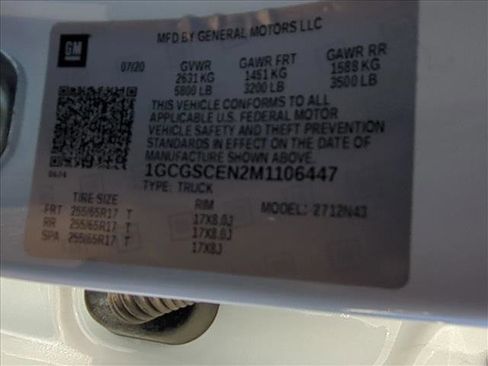 GM
MFD BY GENERAL MOTORS LLC
07/20 GVWR GAWR FRT GAWR RR
2631 KG 1451 KG 1588 KG
5800 LB 3200 LB 3500 LB
THIS VEHICLE CONFORMS TO ALL
APPLICABLE U.S. FEDERAL MOTOR
VEHICLE SAFETY AND THEFT PREVENTION
STANDARDS IN EFFECT ON THE DATE OF
MANUFACTURE SHOWN ABOVE.
1GCGSCEN2M1106447
TYPE: TRUCK
TIRE SIZE RIM MODEL: 2712N43
FRT 255/65R17 T 17X8.0J
RR 255/65R17 T 17X8.0J
SPA 255/65R17 T 17X8J